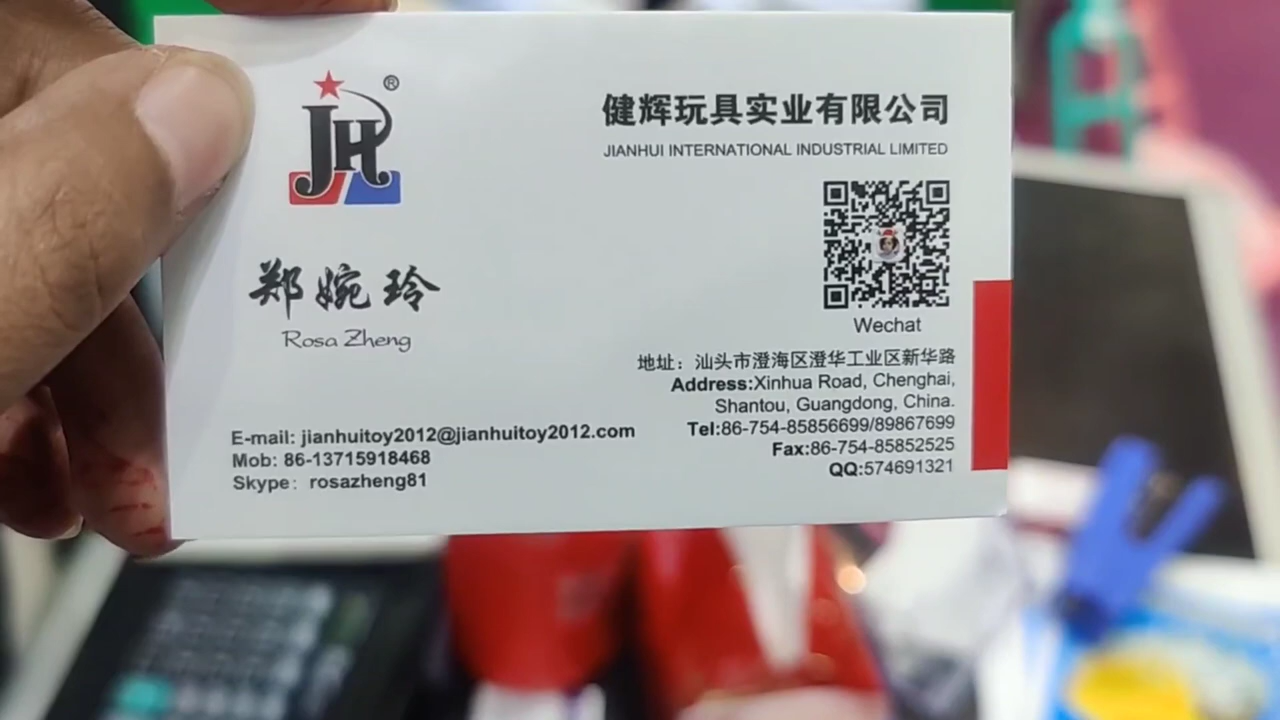 JH®
健辉玩具实业有限公司
JIANHUI INTERNATIONAL INDUSTRIAL LIMITED
郑婉玲
Rosa Zheng
Wechat
地址：汕头市澄海区澄华工业区新华路
Address:Xinhua Road, Chenghai,
Shantou, Guangdong, China.
Tel:86-754-85856699/89867699
Fax:86-754-85852525
QQ:574691321
E-mail: jianhuitoy2012@jianhuitoy2012.com
Mob: 86-13715918468
Skype：rosazheng81